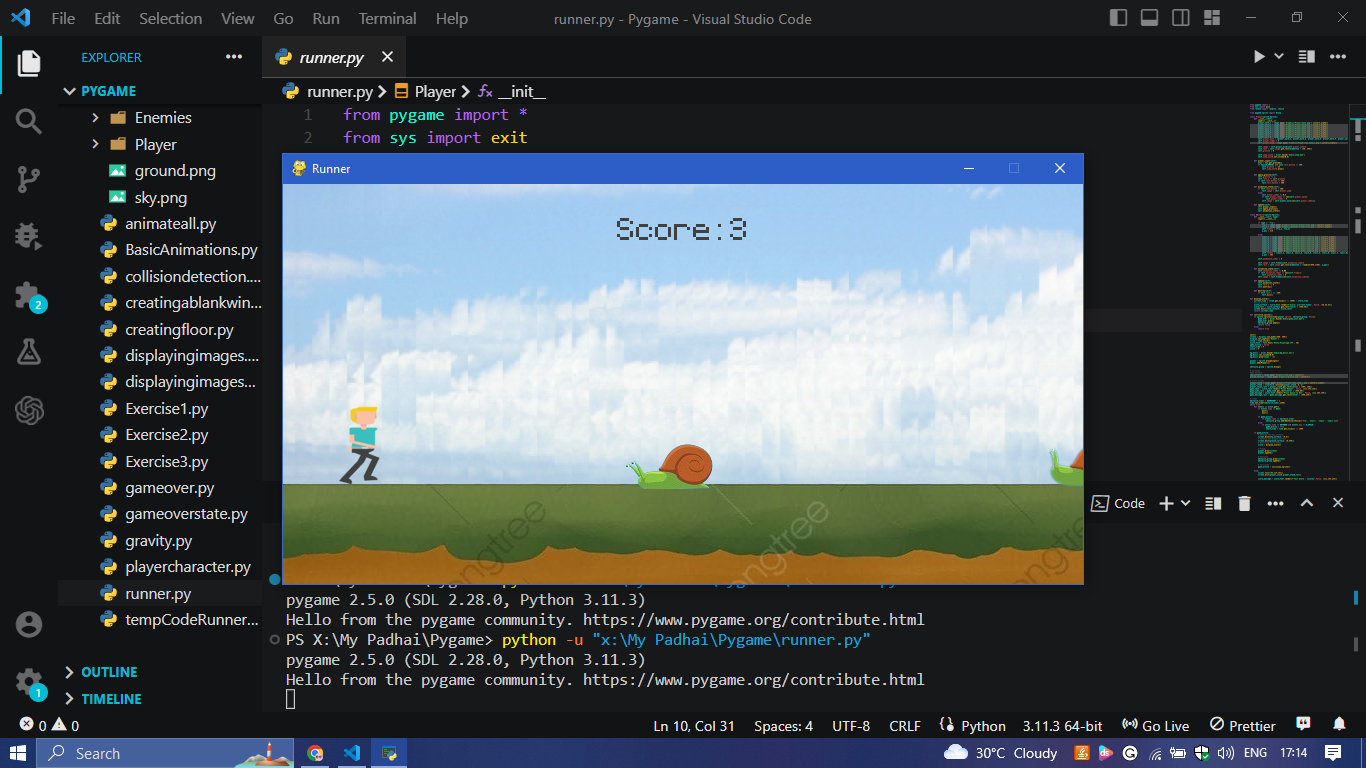 File Edit Selection View Go Run Terminal Help
runner.py - Pygame - Visual Studio Code
EXPLORER
PYGAME
Enemies
Player
ground.png
sky.png
animateall.py
BasicAnimations.py
collisiondetection....
creatingablankwin...
creatingfloor.py
displayingimages....
displayingimages...
Exercise1.py
Exercise2.py
Exercise3.py
gameover.py
gameoverstate.py
gravity.py
playercharacter.py
runner.py
tempCodeRunner...
OUTLINE
TIMELINE
2
1
runner.py
runner.py > Player > __init__
1 from pygame import *
2 from sys import exit
Runner
Score:3
Code
pygame 2.5.0 (SDL 2.28.0, Python 3.11.3)
Hello from the pygame community. https://www.pygame.org/contribute.html
PS X:\My Padhai\Pygame> python -u "x:\My Padhai\Pygame\runner.py"
pygame 2.5.0 (SDL 2.28.0, Python 3.11.3)
Hello from the pygame community. https://www.pygame.org/contribute.html
0 0
Ln 10, Col 31 Spaces: 4 UTF-8 CRLF Python 3.11.3 64-bit Go Live Prettier
Search
30°C Cloudy
ENG 17:14